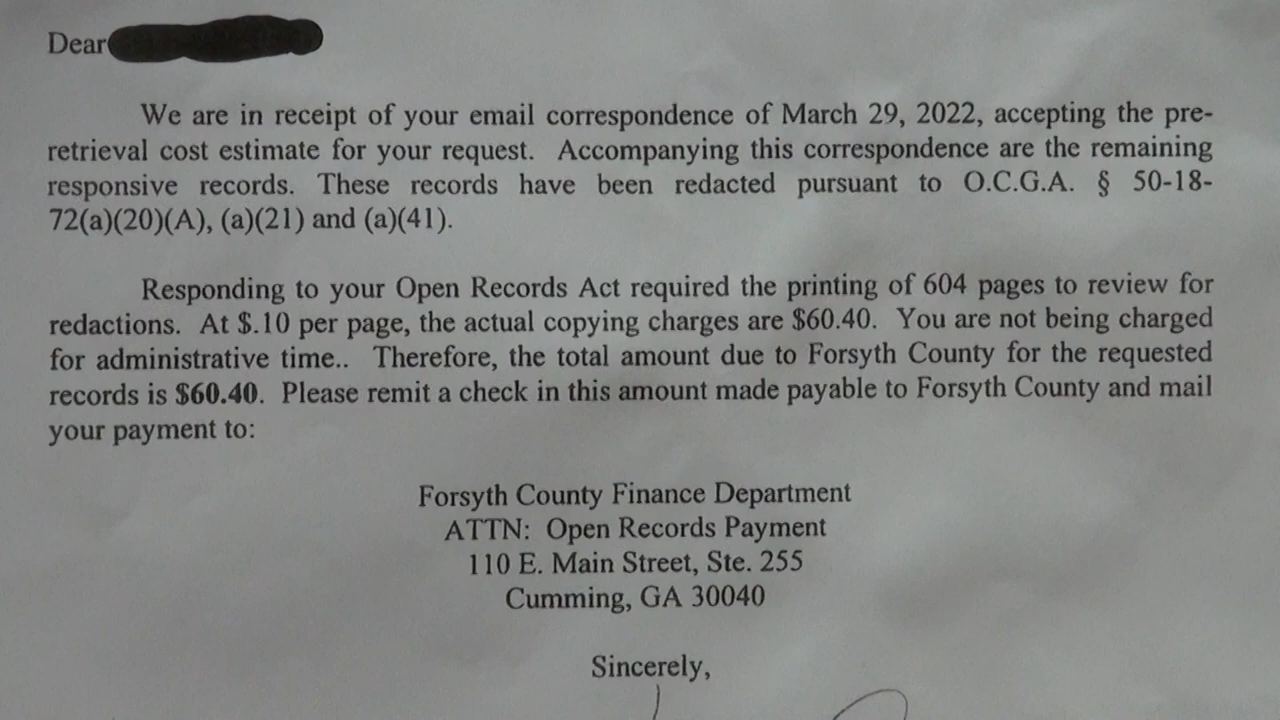 Dear
We are in receipt of your email correspondence of March 29, 2022, accepting the pre-
retrieval cost estimate for your request. Accompanying this correspondence are the remaining
responsive records. These records have been redacted pursuant to O.C.G.A. § 50-18-
72(a)(20)(A), (a)(21) and (a)(41).
Responding to your Open Records Act required the printing of 604 pages to review for
redactions. At $.10 per page, the actual copying charges are $60.40. You are not being charged
for administrative time.. Therefore, the total amount due to Forsyth County for the requested
records is $60.40. Please remit a check in this amount made payable to Forsyth County and mail
your payment to:
Forsyth County Finance Department
ATTN: Open Records Payment
110 E. Main Street, Ste. 255
Cumming, GA 30040
Sincerely,